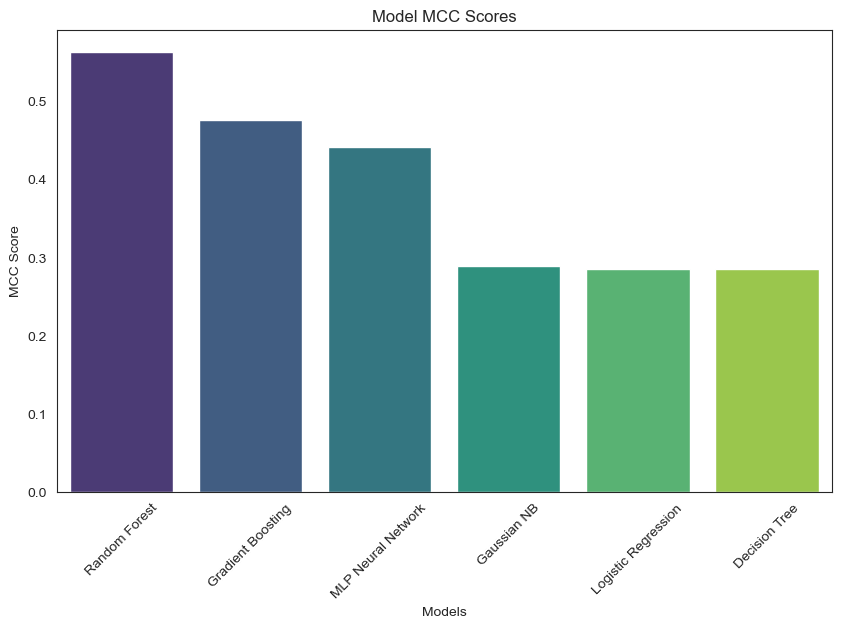 Model MCC Scores
MCC Score
0.5
0.4
0.3
0.2
0.1
0.0
Random Forest
Gradient Boosting
MLP Neural Network
Gaussian NB
Logistic Regression
Decision Tree
Models